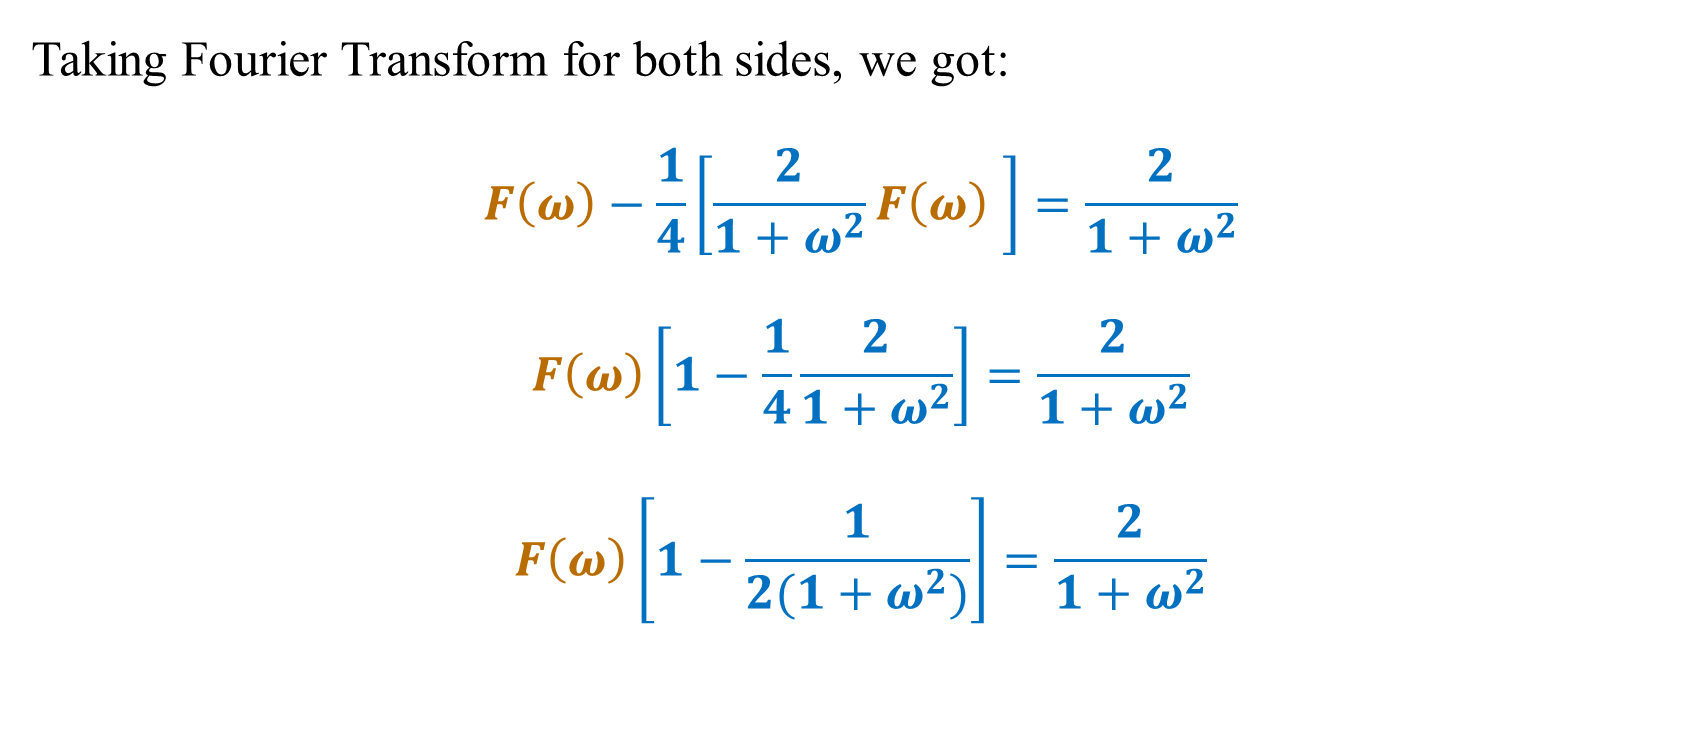 Taking Fourier Transform for both sides, we got:
F(ω) − 1/4 [ 2/(1 + ω²) F(ω) ] = 2/(1 + ω²)
F(ω) [ 1 − 1/4 2/(1 + ω²) ] = 2/(1 + ω²)
F(ω) [ 1 − 1/(2(1 + ω²)) ] = 2/(1 + ω²)